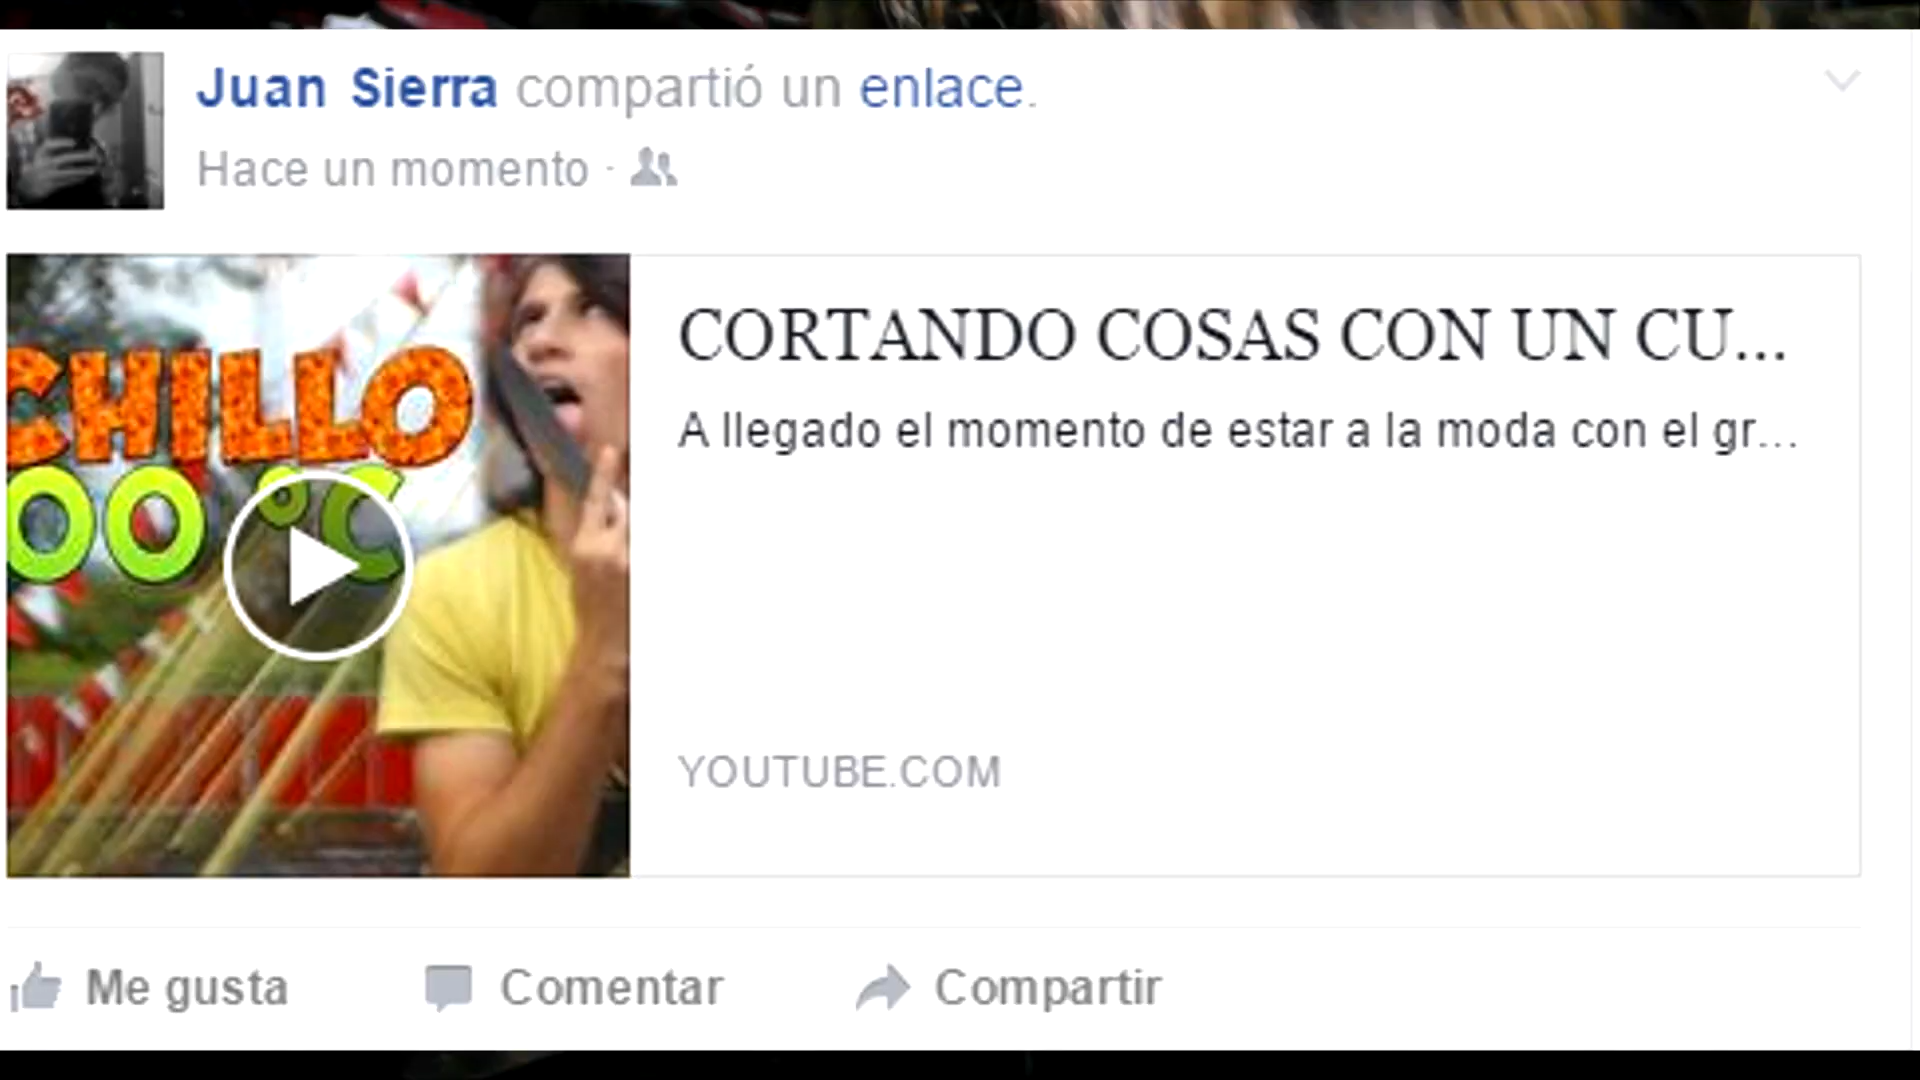 Juan Sierra compartió un enlace.
Hace un momento ·
CHILLO
00 °C
CORTANDO COSAS CON UN CU...
A llegado el momento de estar a la moda con el gr...
YOUTUBE.COM
Me gusta
Comentar
Compartir